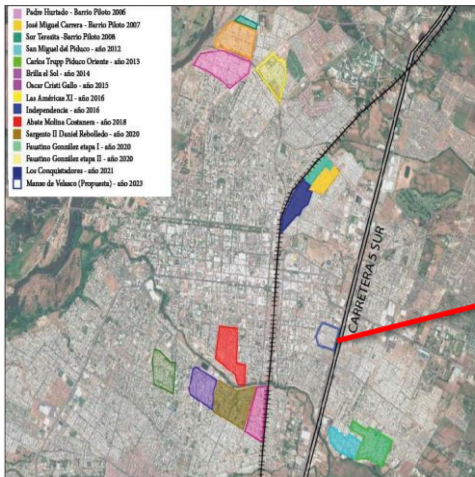 Padre Hurtado - Barrio Piloto 2006
José Miguel Carrera - Barrio Piloto 2007
Sor Teresita -Barrio Piloto 2008
San Miguel del Piduco - año 2012
Carlos Trupp Piduco Oriente - año 2013
Brilla el Sol - año 2014
Oscar Cristi Gallo - año 2015
Las Américas XI - año 2016
Independencia - año 2016
Abate Molina Costanera - año 2018
Sargento II Daniel Rebolledo - año 2020
Faustino González etapa I - año 2020
Faustino González etapa II - año 2020
Los Conquistadores - año 2021
Manso de Velasco (Propuesta) - año 2023
CARRETERA 5 SUR